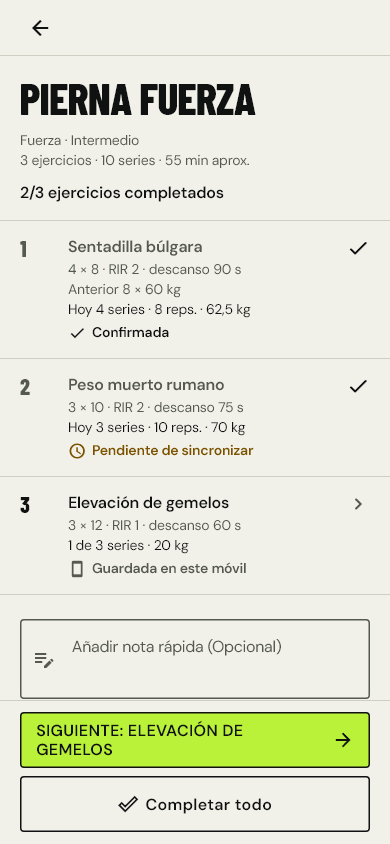 PIERNA FUERZA
Fuerza · Intermedio
3 ejercicios · 10 series · 55 min aprox.
2/3 ejercicios completados
1
Sentadilla búlgara
4 × 8 · RIR 2 · descanso 90 s
Anterior 8 × 60 kg
Hoy 4 series · 8 reps. · 62,5 kg
Confirmada
2
Peso muerto rumano
3 × 10 · RIR 2 · descanso 75 s
Hoy 3 series · 10 reps. · 70 kg
Pendiente de sincronizar
3
Elevación de gemelos
3 × 12 · RIR 1 · descanso 60 s
1 de 3 series · 20 kg
Guardada en este móvil
Añadir nota rápida (Opcional)
SIGUIENTE: ELEVACIÓN DE
GEMELOS
Completar todo